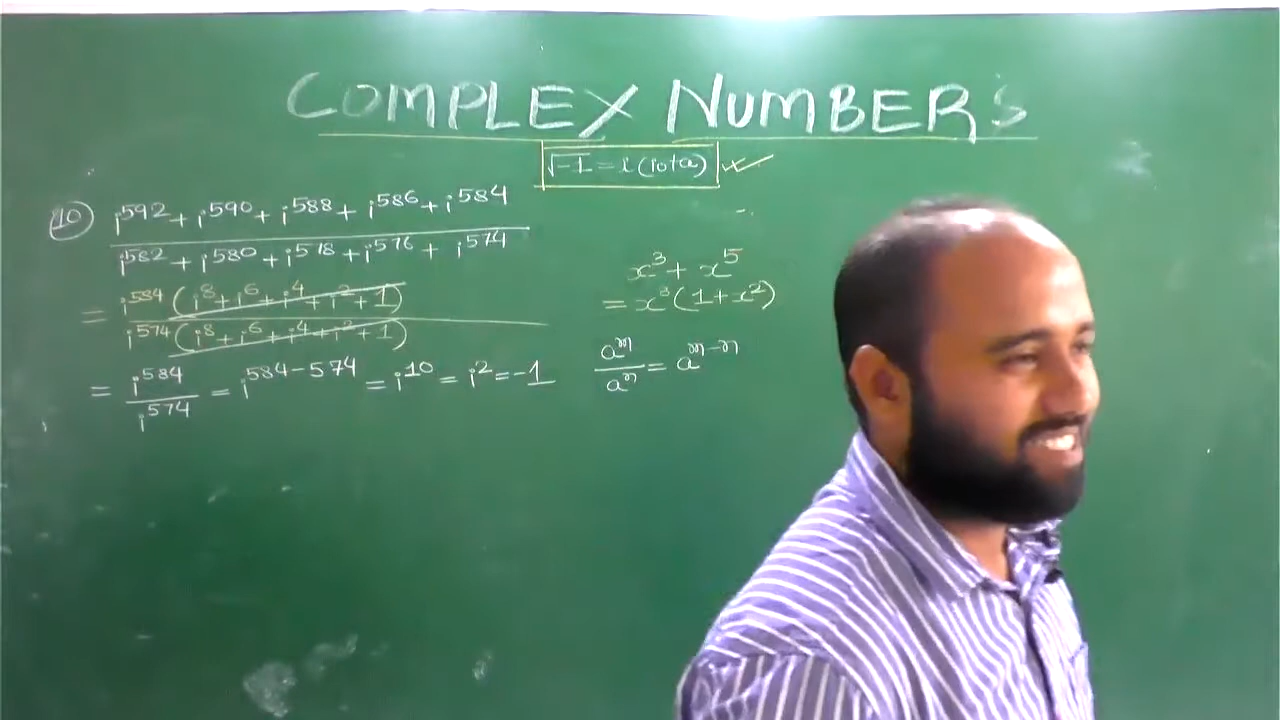 COMPLEX NUMBERS
√-1 = i (iota)
10 i^592 + i^590 + i^588 + i^586 + i^584
i^582 + i^580 + i^578 + i^576 + i^574
= i^584 (i^8 + i^6 + i^4 + i^2 + 1)
i^574 (i^8 + i^6 + i^4 + i^2 + 1)
= i^584 / i^574 = i^584-574 = i^10 = i^2 = -1
x^3 + x^5
= x^3 (1 + x^2)
a^m / a^n = a^m-n